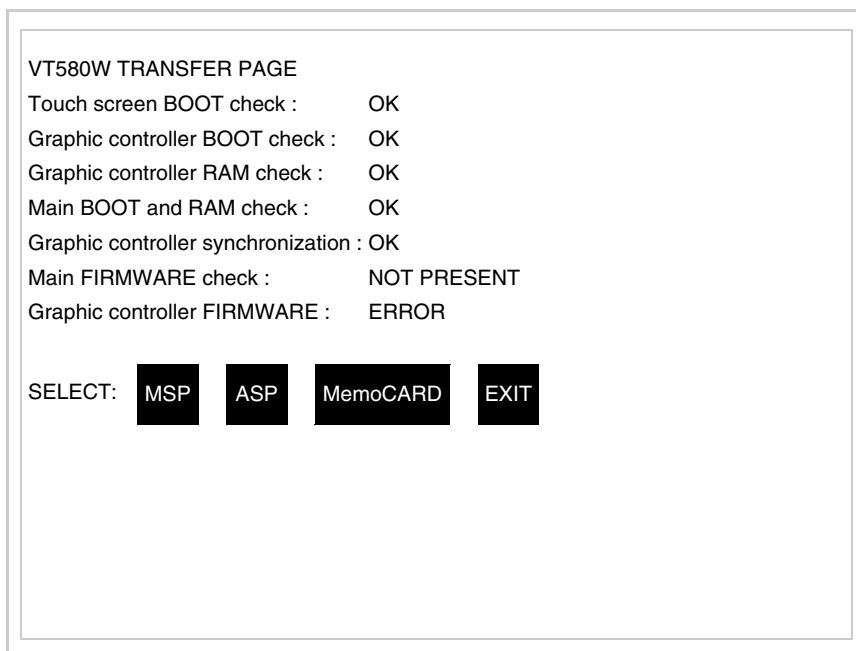 VT580W TRANSFER PAGE
Touch screen BOOT check : OK
Graphic controller BOOT check : OK
Graphic controller RAM check : OK
Main BOOT and RAM check : OK
Graphic controller synchronization : OK
Main FIRMWARE check : NOT PRESENT
Graphic controller FIRMWARE : ERROR
SELECT: MSP ASP MemoCARD EXIT